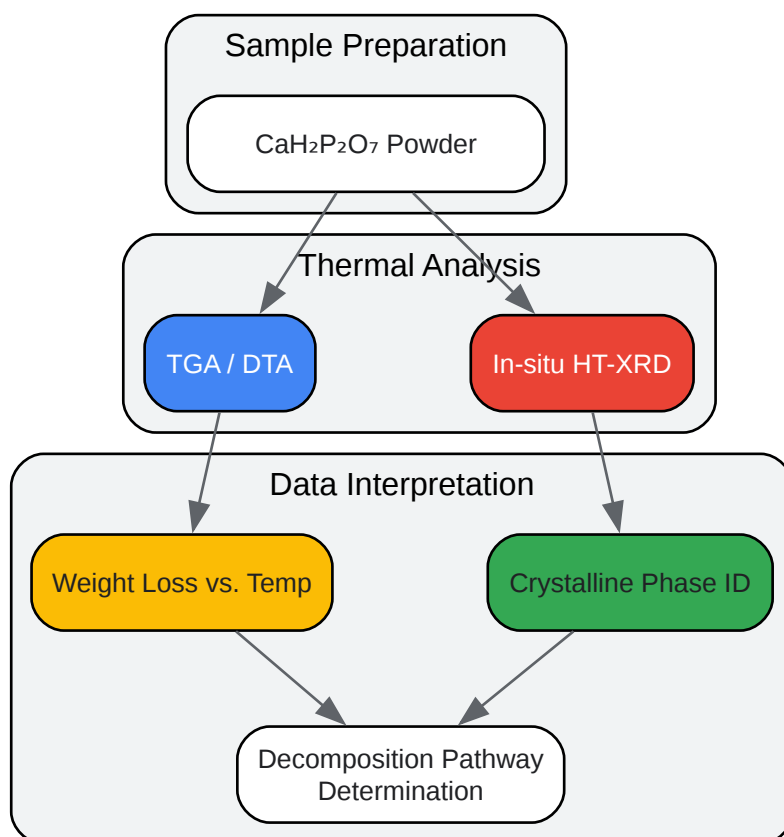 Sample Preparation
CaH₂P₂O₇ Powder
Thermal Analysis
TGA / DTA
In-situ HT-XRD
Data Interpretation
Weight Loss vs. Temp
Crystalline Phase ID
Decomposition Pathway
Determination